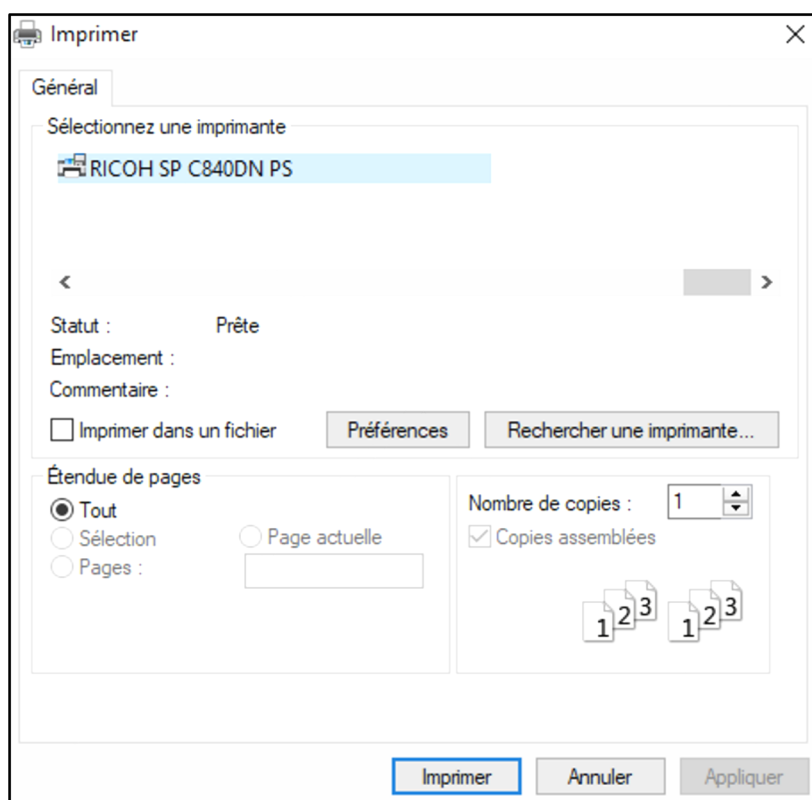 Imprimer
Général
Sélectionnez une imprimante
RICOH SP C840DN PS
Statut : Prête
Emplacement :
Commentaire :
Imprimer dans un fichier Préférences Rechercher une imprimante...
Étendue de pages
Tout
Sélection Page actuelle
Pages :
Nombre de copies : 1
Copies assemblées
1 2 3 1 2 3
Imprimer Annuler Appliquer